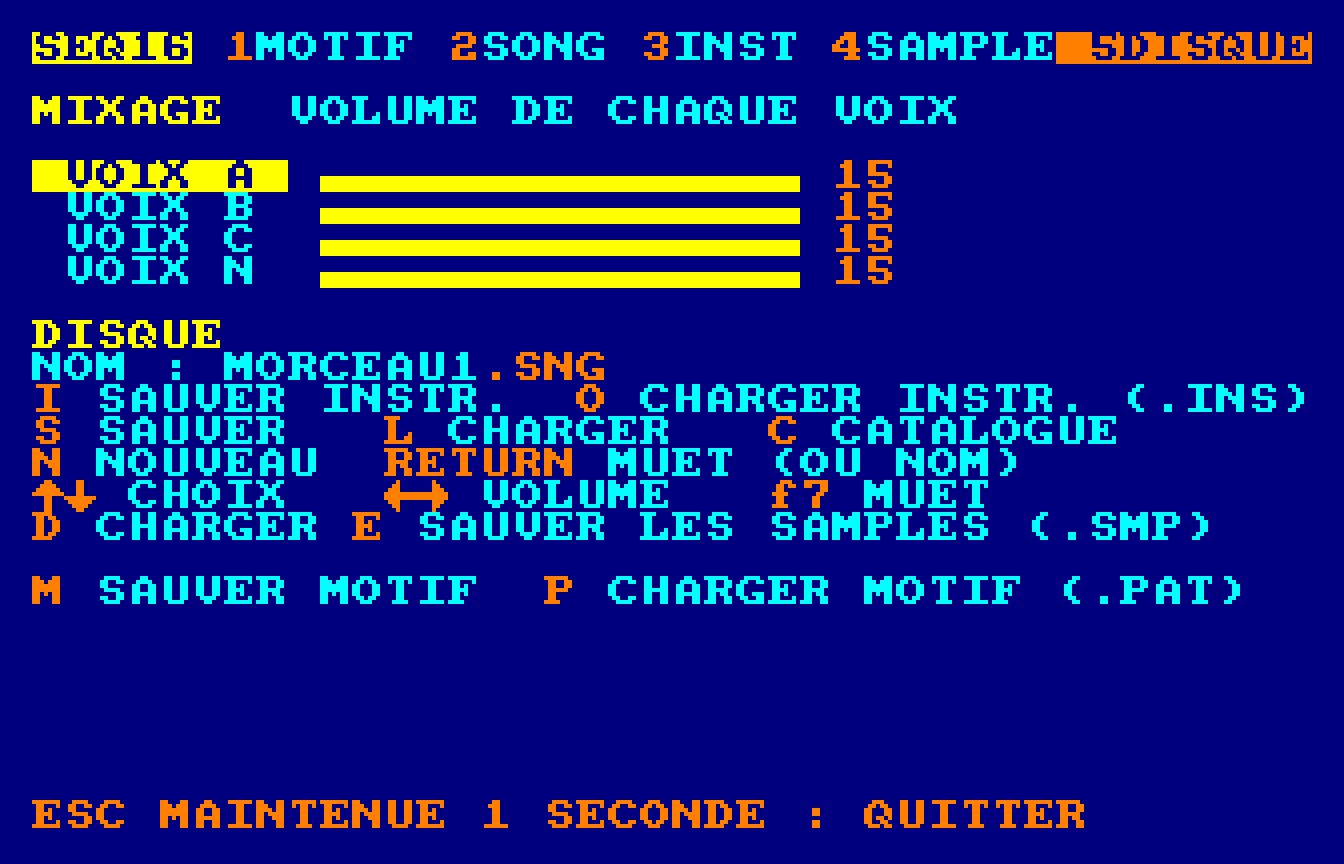 SEQ16 1MOTIF 2SONG 3INST 4SAMPLE 5DISQUE
MIXAGE VOLUME DE CHAQUE VOIX
VOIX A 15
VOIX B 15
VOIX C 15
VOIX N 15
DISQUE
NOM : MORCEAU1.SNG
I SAUVER INSTR. O CHARGER INSTR. (.INS)
S SAUVER L CHARGER C CATALOGUE
N NOUVEAU RETURN MUET (OU NOM)
↑↓ CHOIX ↔ VOLUME f7 MUET
D CHARGER E SAUVER LES SAMPLES (.SMP)
M SAUVER MOTIF P CHARGER MOTIF (.PAT)
ESC MAINTENUE 1 SECONDE : QUITTER